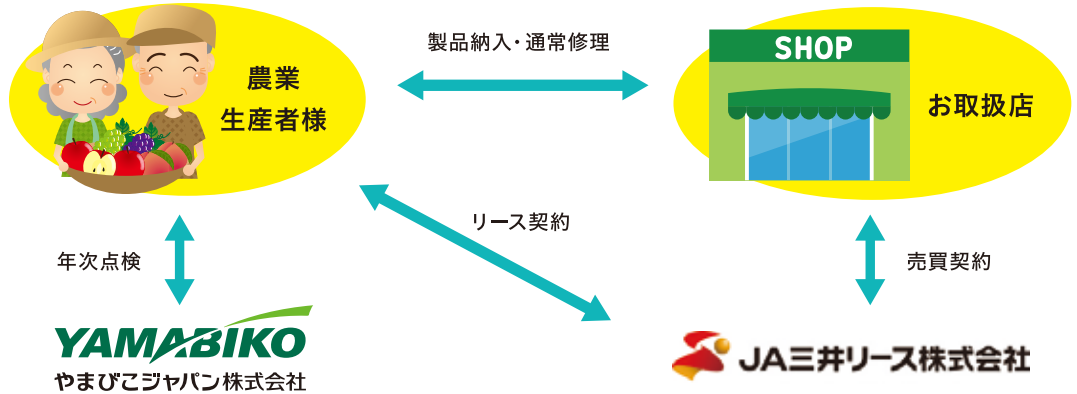 製品納入・通常修理
SHOP
農業
生産者様
お取扱店
リース契約
年次点検
売買契約
YAMABIKO
やまびこジャパン株式会社
JA三井リース株式会社